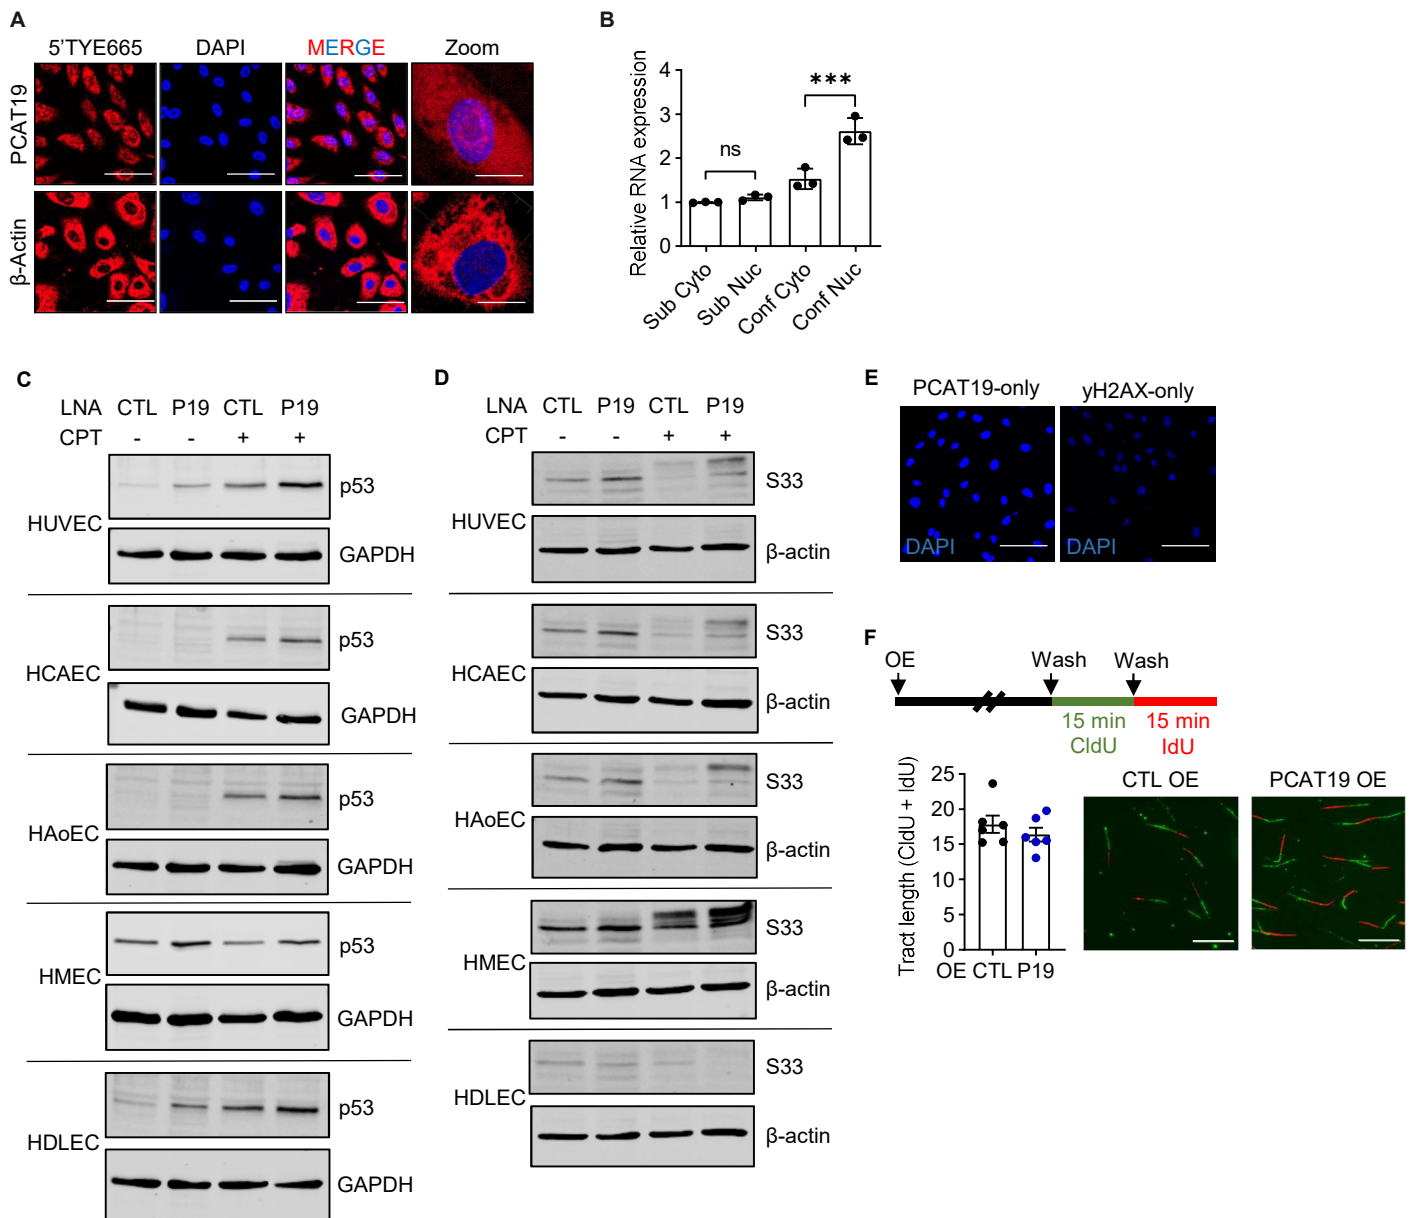 A
5'TYE665 DAPI MERGE Zoom
PCAT19
β-Actin
B
Relative RNA expression
4
3
2
1
0
ns
***
Sub Cyto
Sub Nuc
Conf Cyto
Conf Nuc
C
LNA CTL P19 CTL P19
CPT - - + +
p53
HUVEC
GAPDH
p53
HCAEC
GAPDH
p53
HAoEC
GAPDH
p53
HMEC
GAPDH
p53
HDLEC
GAPDH
D
LNA CTL P19 CTL P19
CPT - - + +
S33
HUVEC
β-actin
S33
HCAEC
β-actin
S33
HAoEC
β-actin
S33
HMEC
β-actin
S33
HDLEC
β-actin
E
PCAT19-only yH2AX-only
DAPI DAPI
F
OE Wash Wash
15 min 15 min
CldU IdU
Tract length (CldU + IdU)
25
20
15
10
5
0
OE CTL P19
CTL OE PCAT19 OE